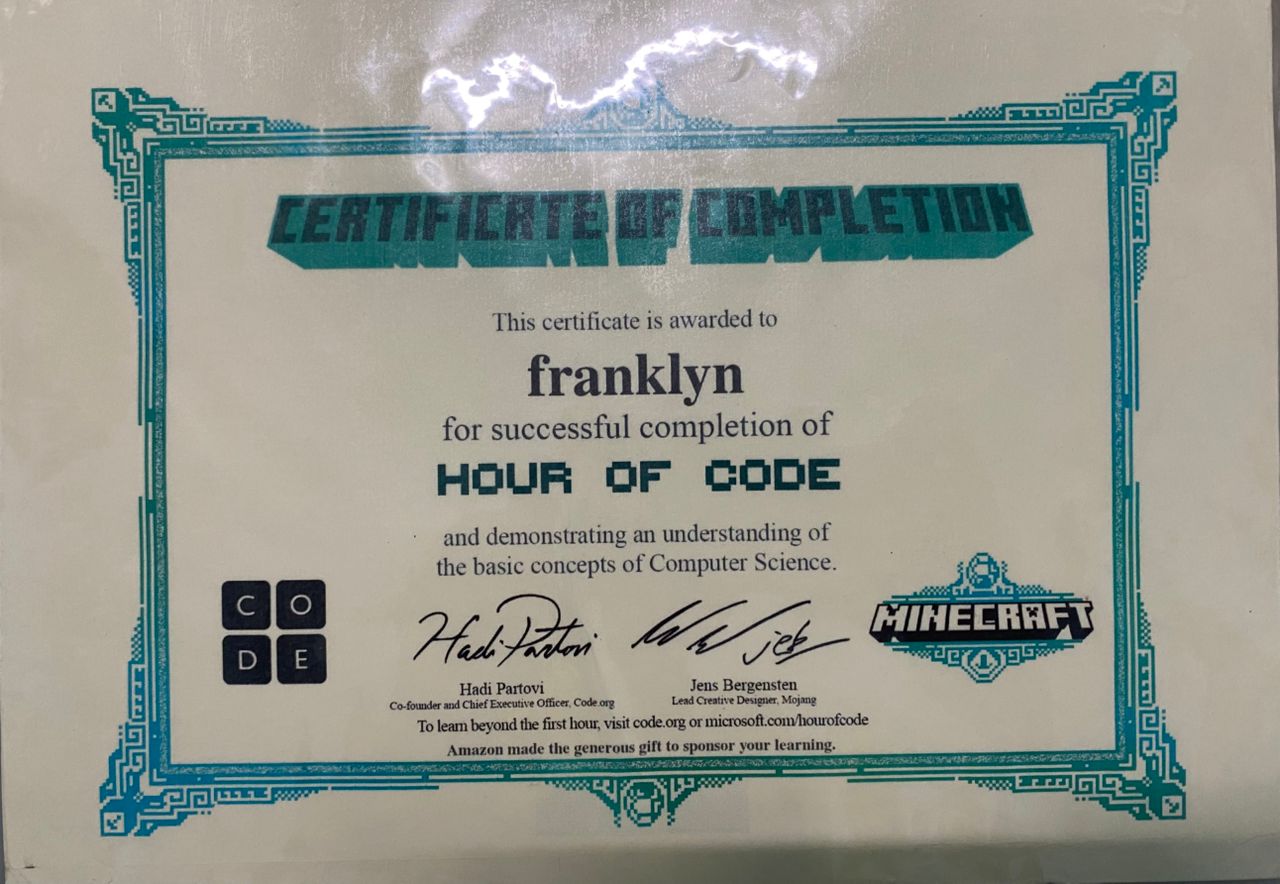 CERTIFICATE OF COMPLETION
This certificate is awarded to
franklyn
for successful completion of
HOUR OF CODE
and demonstrating an understanding of
the basic concepts of Computer Science.
C O
D E
Hadi Partovi
jeb
MINECRAFT
Hadi Partovi
Co-founder and Chief Executive Officer, Code.org
Jens Bergensten
Lead Creative Designer, Mojang
To learn beyond the first hour, visit code.org or microsoft.com/hourofcode
Amazon made the generous gift to sponsor your learning.